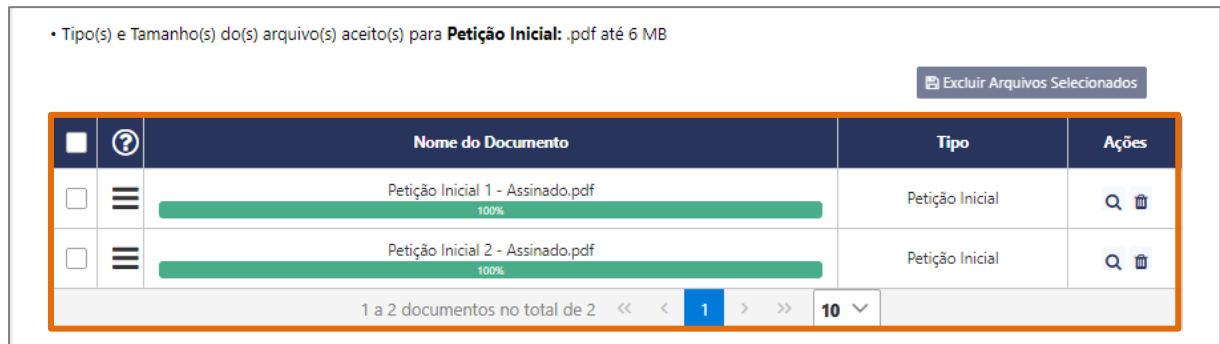 • Tipo(s) e Tamanho(s) do(s) arquivo(s) aceito(s) para Petição Inicial: .pdf até 6 MB
Excluir Arquivos Selecionados
Nome do Documento Tipo Ações
Petição Inicial 1 - Assinado.pdf
100%
Petição Inicial
Petição Inicial 2 - Assinado.pdf
100%
Petição Inicial
1 a 2 documentos no total de 2 << < 1 > >> 10